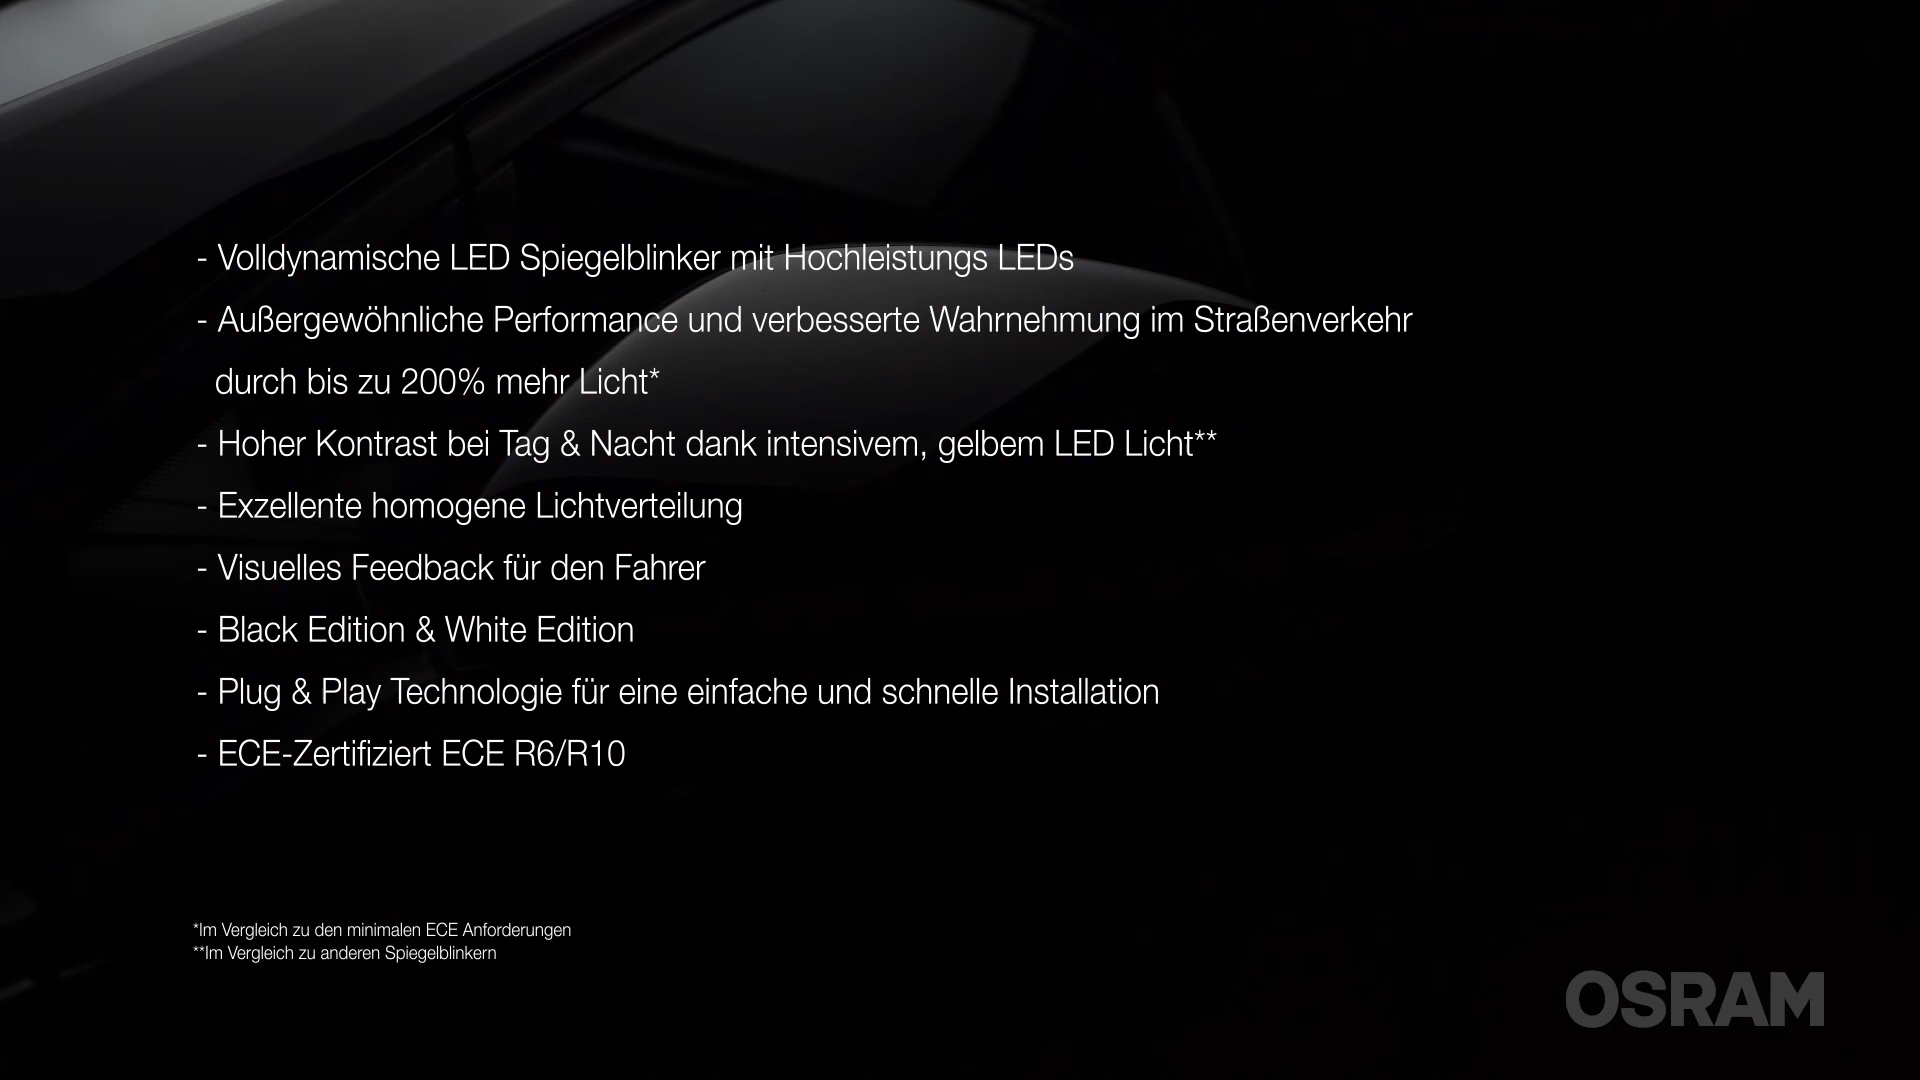 - Volldynamische LED Spiegelblinker mit Hochleistungs LEDs
- Außergewöhnliche Performance und verbesserte Wahrnehmung im Straßenverkehr
durch bis zu 200% mehr Licht*
- Hoher Kontrast bei Tag & Nacht dank intensivem, gelbem LED Licht**
- Exzellente homogene Lichtverteilung
- Visuelles Feedback für den Fahrer
- Black Edition & White Edition
- Plug & Play Technologie für eine einfache und schnelle Installation
- ECE-Zertifiziert ECE R6/R10
*Im Vergleich zu den minimalen ECE Anforderungen
**Im Vergleich zu anderen Spiegelblinkern
OSRAM